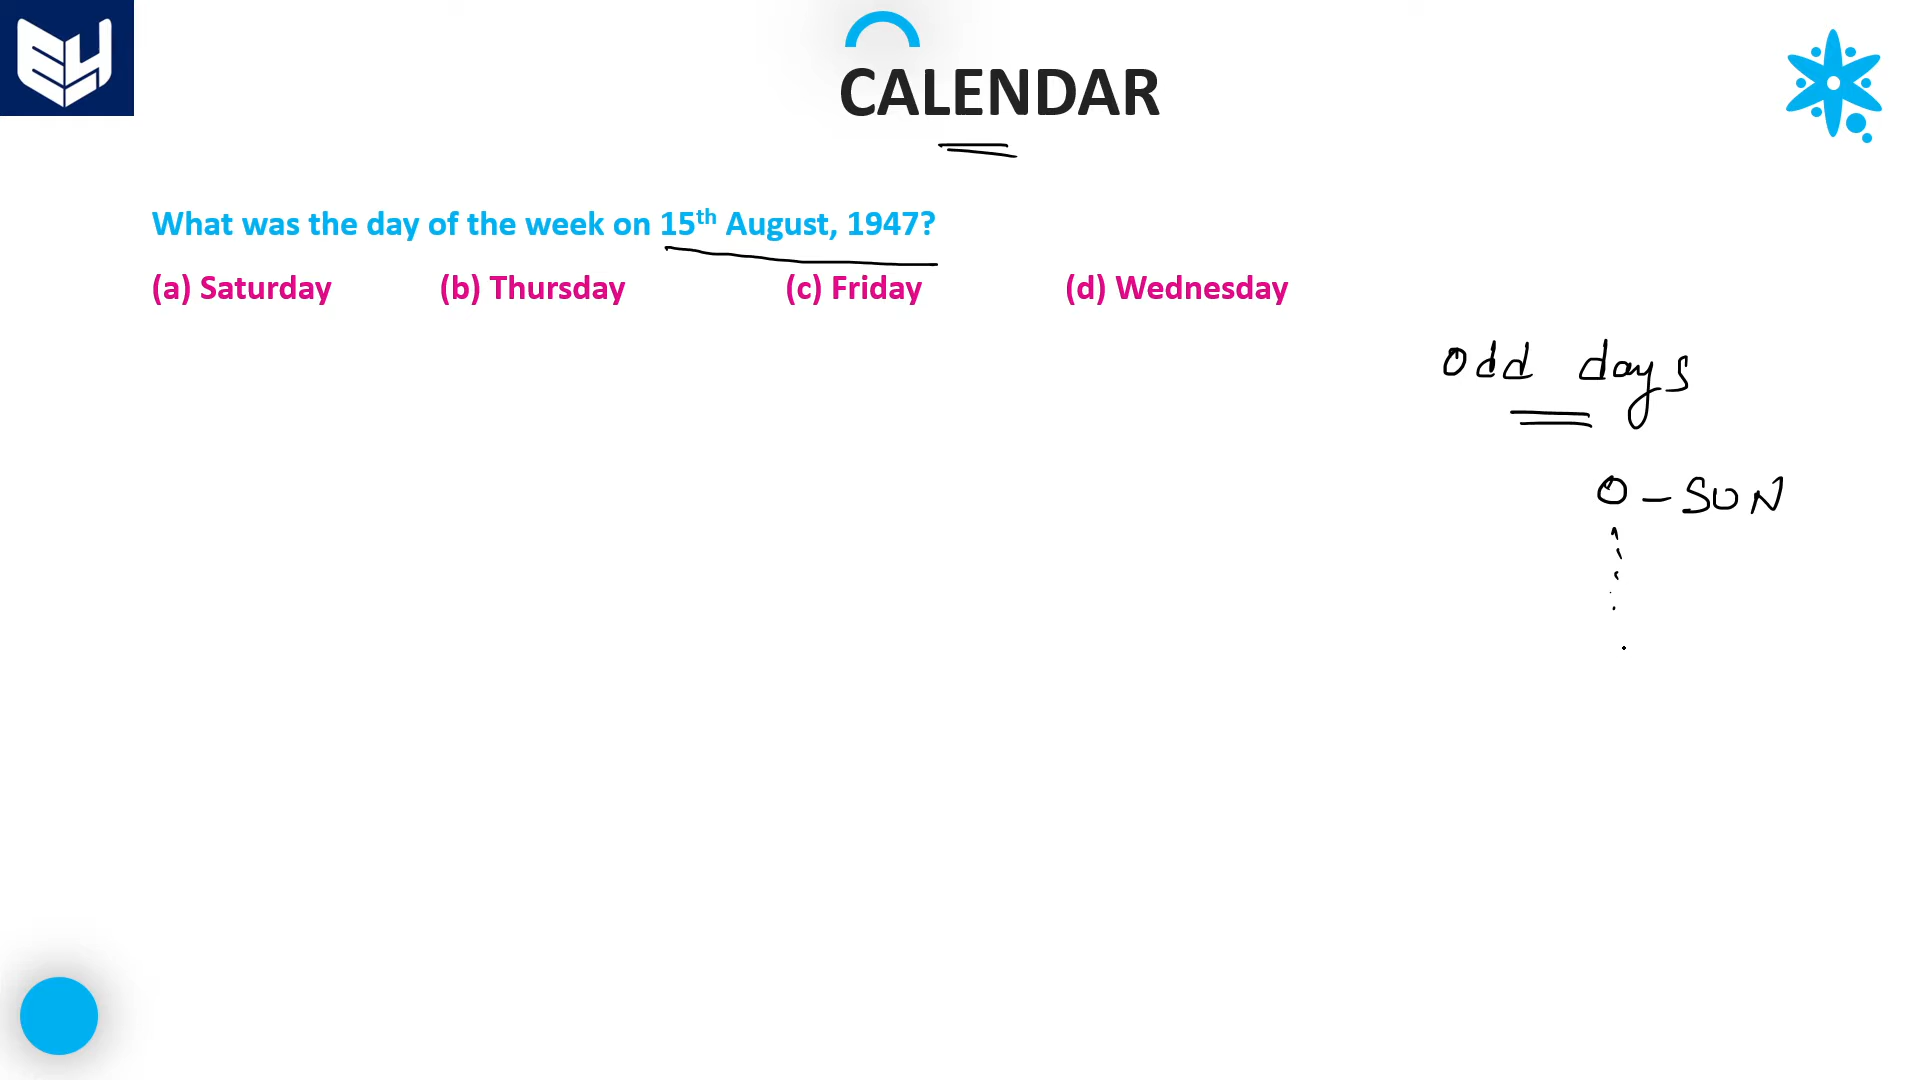 CALENDAR
What was the day of the week on 15th August, 1947?
(a) Saturday (b) Thursday (c) Friday (d) Wednesday
odd days
0 - SUN